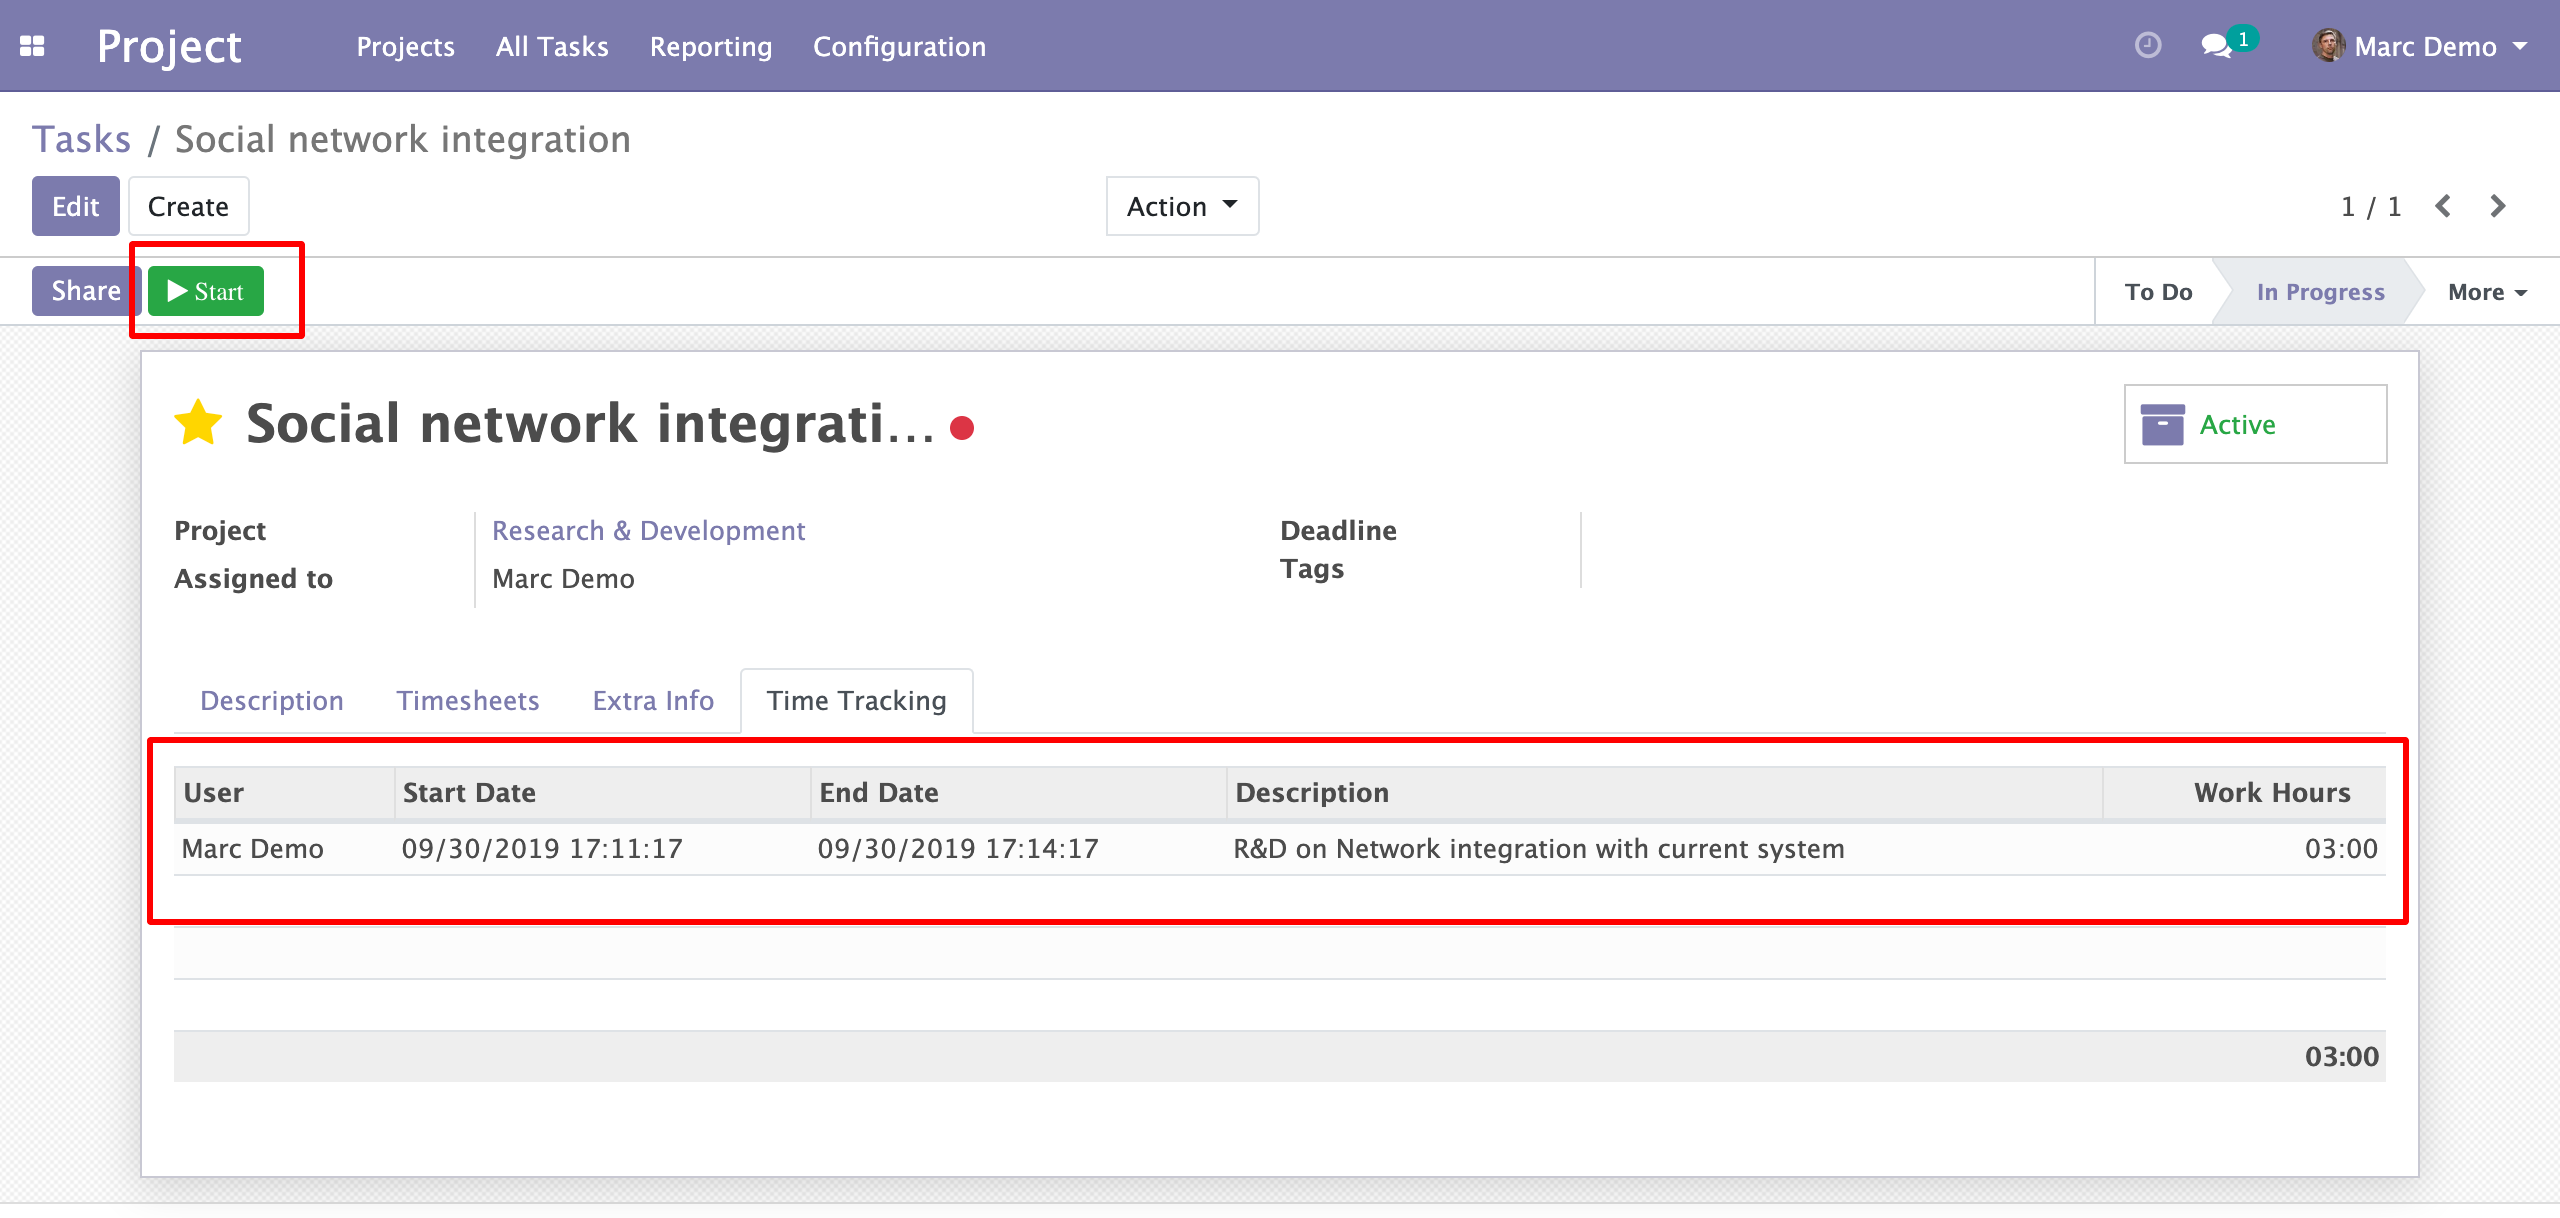 Project Projects All Tasks Reporting Configuration 1 Marc Demo
Tasks / Social network integration
Edit Create Action 1 / 1
Share Start To Do In Progress More
Social network integrati... Active
Project Research & Development Deadline
Assigned to Marc Demo Tags
Description Timesheets Extra Info Time Tracking
User Start Date End Date Description Work Hours
Marc Demo 09/30/2019 17:11:17 09/30/2019 17:14:17 R&D on Network integration with current system 03:00
03:00